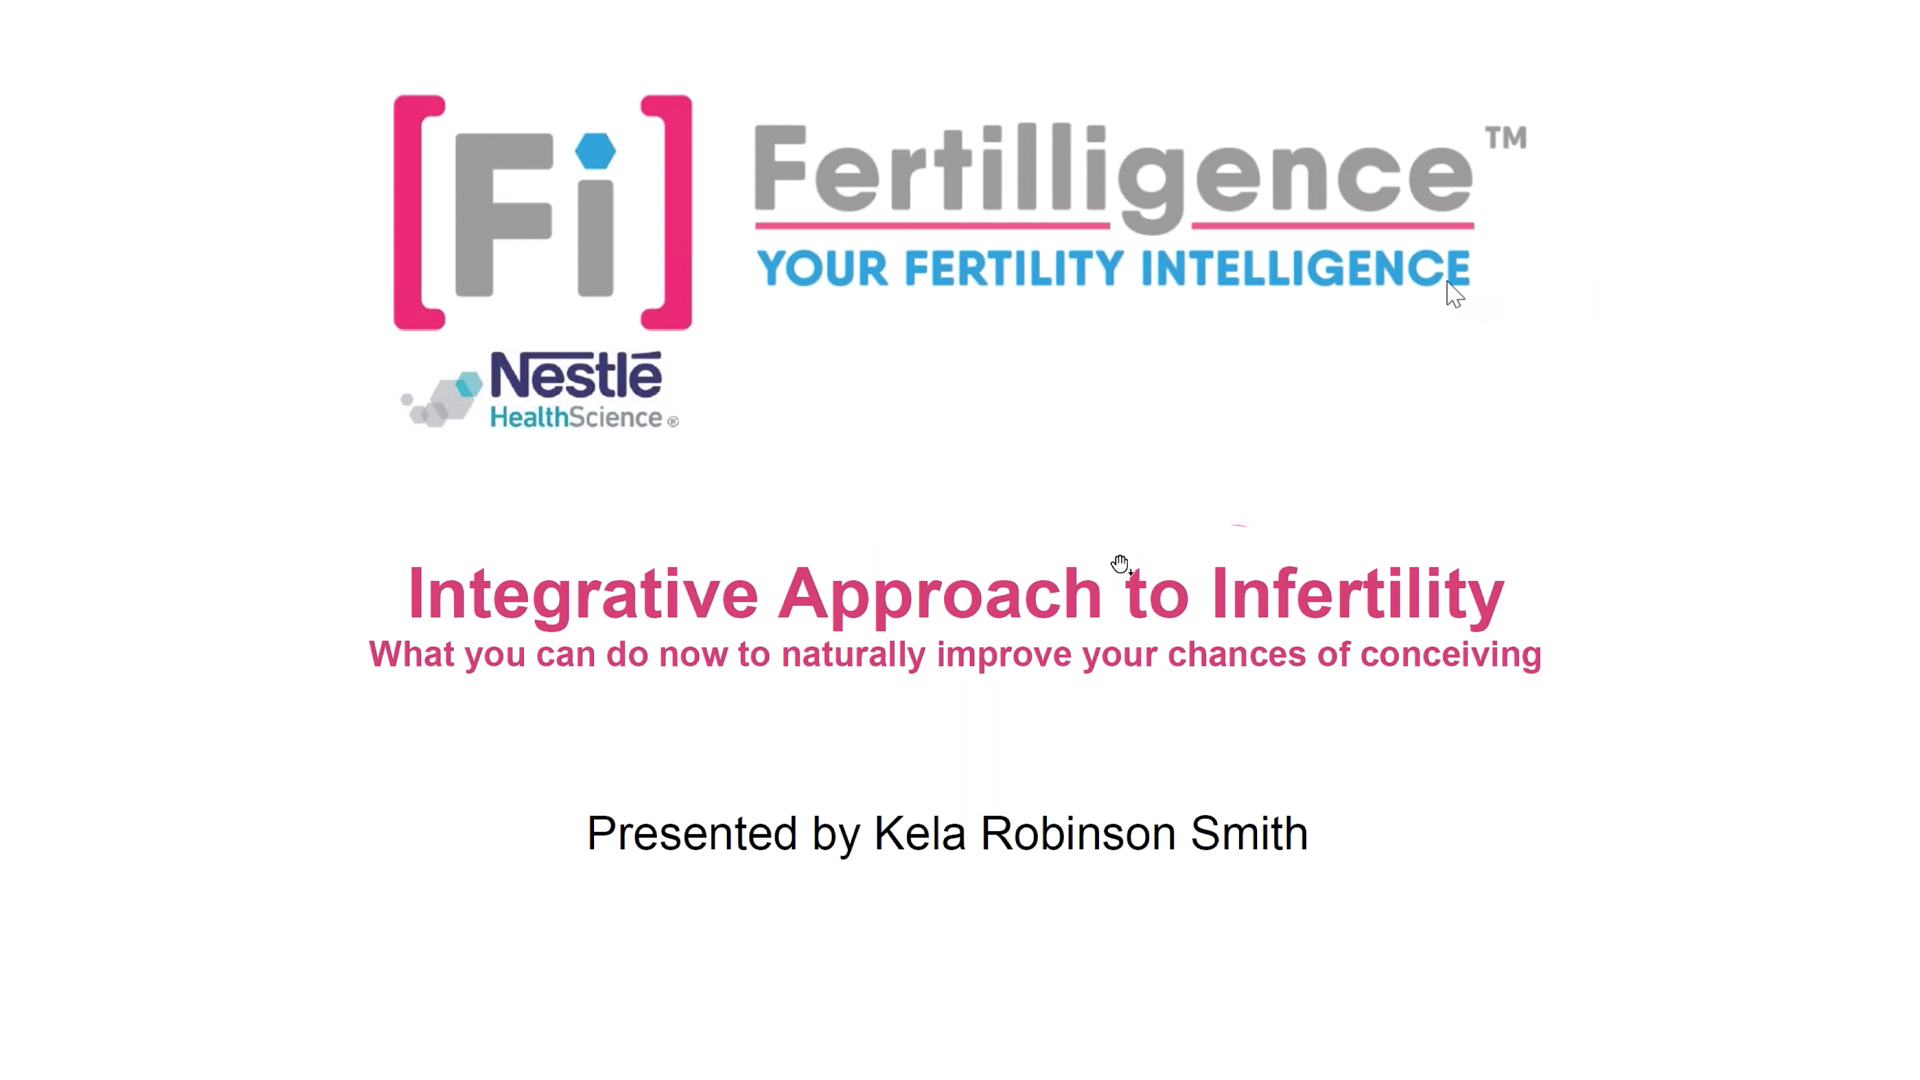 [Fi]
Fertilligence™
YOUR FERTILITY INTELLIGENCE
Nestlé
HealthScience®
Integrative Approach to Infertility
What you can do now to naturally improve your chances of conceiving
Presented by Kela Robinson Smith